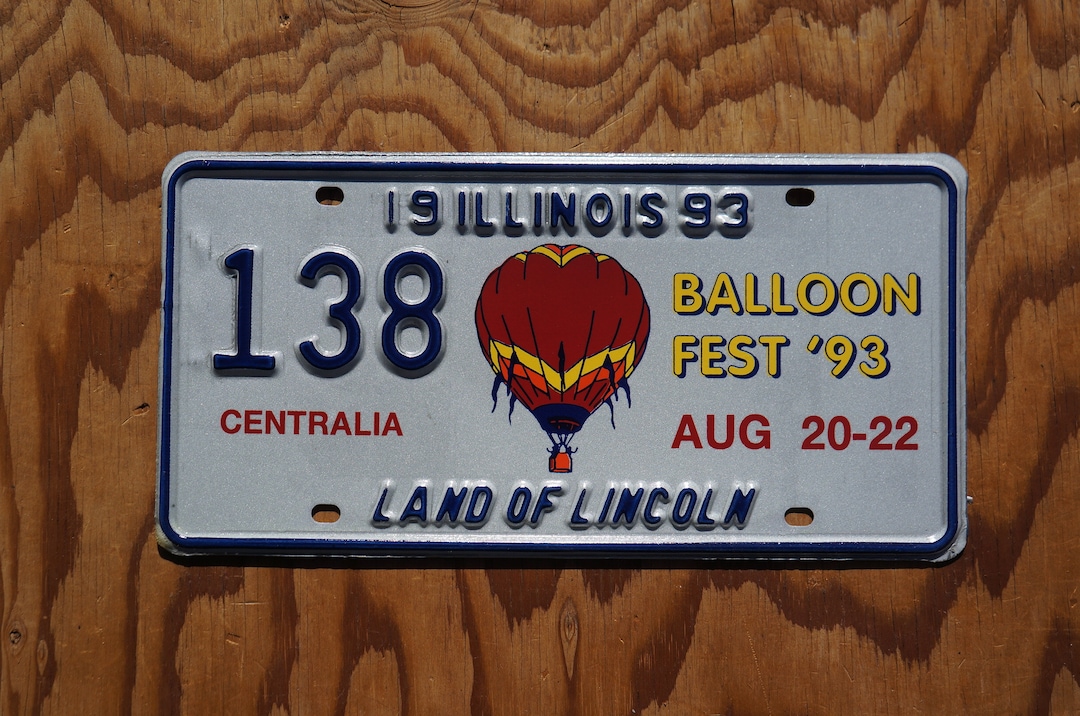 19 ILLINOIS 93
138
BALLOON
FEST '93
CENTRALIA
AUG 20-22
LAND OF LINCOLN